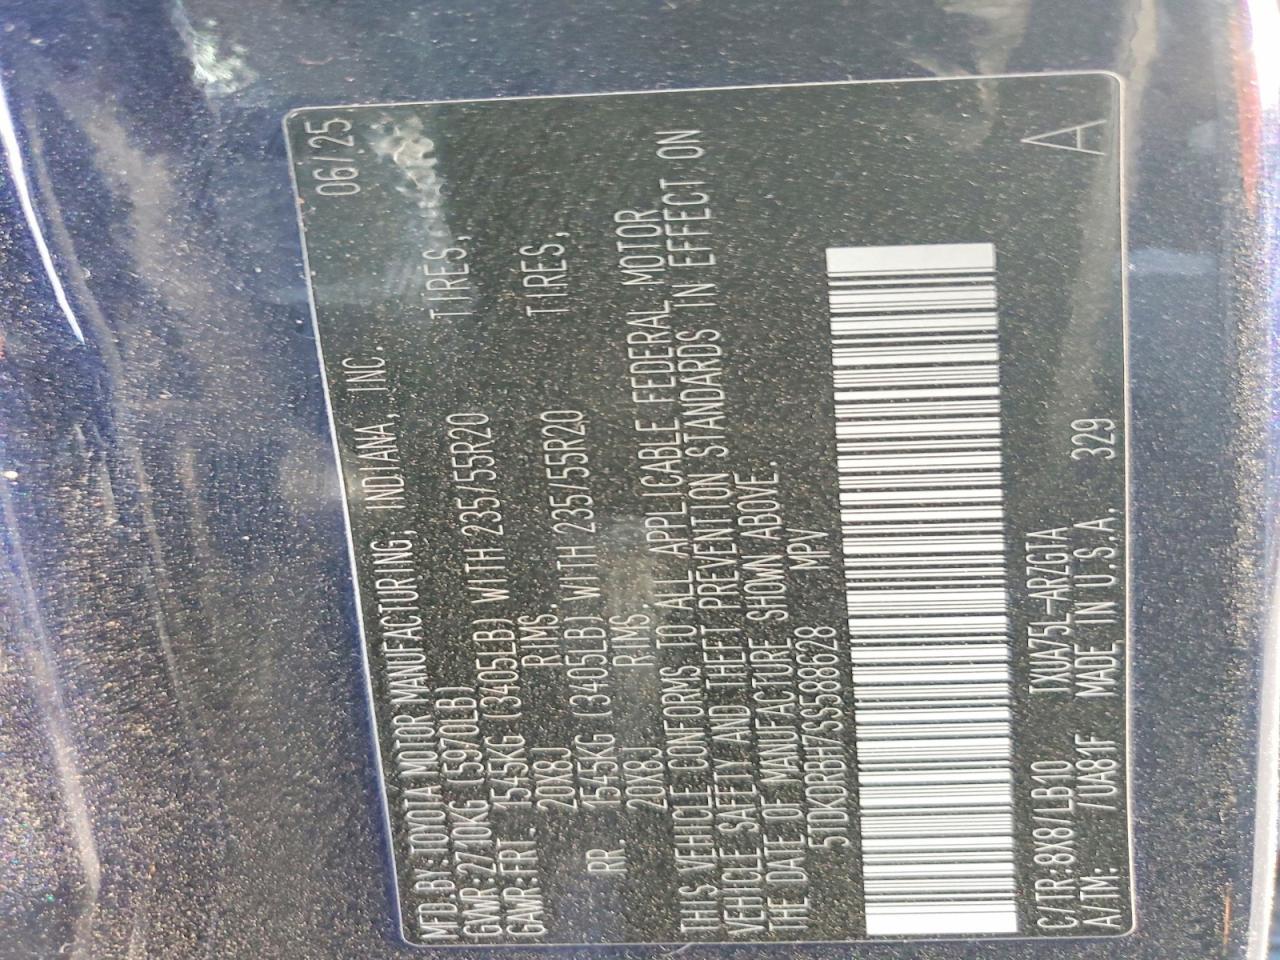 MFD.BY:TOYOTA MOTOR MANUFACTURING, INDIANA, INC. 06/25
GVWR 2710KG (5970LB)
GAWR:FRT. 1545KG (3405LB) WITH 235/55R20 TIRES,
20X8J RIMS.
RR. 1545KG (3405LB) WITH 235/55R20 TIRES,
20X8J RIMS.
THIS VEHICLE CONFORMS TO ALL APPLICABLE FEDERAL MOTOR
VEHICLE SAFETY AND THEFT PREVENTION STANDARDS IN EFFECT ON
THE DATE OF MANUFACTURE SHOWN ABOVE.
5TDKDRBH7SS588628 MPV
C/TR:8X8/LB10 TXUA75L-ARZGTA A
A/TM: /UA81F MADE IN U.S.A. 329